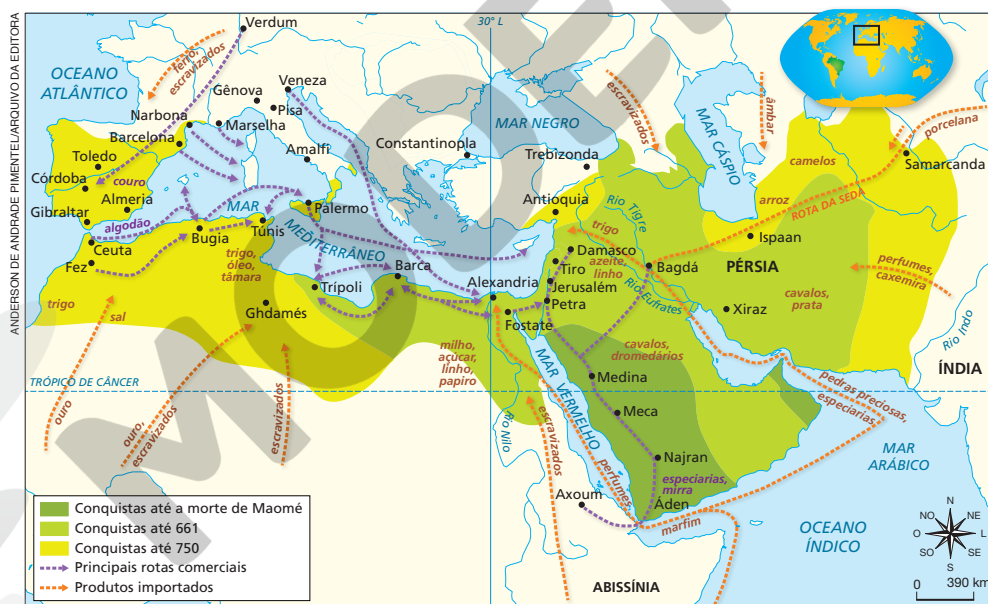 ANDERSON DE ANDRADE PIMENTEL/ARQUIVO DA EDITORA
30° L
Verdum
ferro,
escravizados
OCEANO
ATLÂNTICO
Gênova
Veneza
Pisa
Narbona
Marselha
Barcelona
Amalfi
Toledo
Córdoba
couro
Gibraltar
Almeria
algodão
MAR
MEDITERRÂNEO
Palermo
Ceuta
Fez
Bugia
Túnis
trigo,
óleo,
tâmara
Trípoli
Barca
Ghdamés
trigo
sal
TRÓPICO DE CÂNCER
ouro
ouro,
escravizados
escravizados
MAR NEGRO
Constantinopla
Trebizonda
escravizados
MAR CÁSPIO
âmbar
porcelana
Samarcanda
camelos
arroz
ROTA DA SEDA
Antioquia
Rio Tigre
trigo
Damasco
azeite,
linho
Tiro
Jerusalém
Petra
Bagdá
Rio Eufrates
Ispaan
PÉRSIA
Xiraz
cavalos,
prata
perfumes,
caxemira
Rio Indo
ÍNDIA
Alexandria
Fostate
milho,
açúcar,
linho,
papiro
MAR VERMELHO
cavalos,
dromedários
Medina
Meca
Najran
especiarias,
mirra
Áden
Rio Nilo
escravizados
perfumes,
Axoum
marfim
pedras preciosas,
especiarias
MAR
ARÁBICO
OCEANO
ÍNDICO
ABISSÍNIA
Conquistas até a morte de Maomé
Conquistas até 661
Conquistas até 750
Principais rotas comerciais
Produtos importados
N
NO NE
O L
SO SE
S
0 390 km